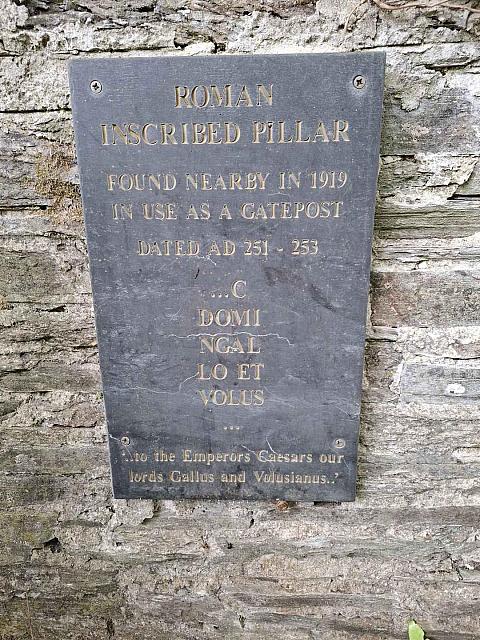 ROMAN
INSCRIBED PILLAR
FOUND NEARBY IN 1919
IN USE AS A GATEPOST
DATED AD 251 - 253
...C
DOMI
NGAL
LO ET
VOLUS
...
'..to the Emperors Caesars our
lords Gallus and Volusianus..'